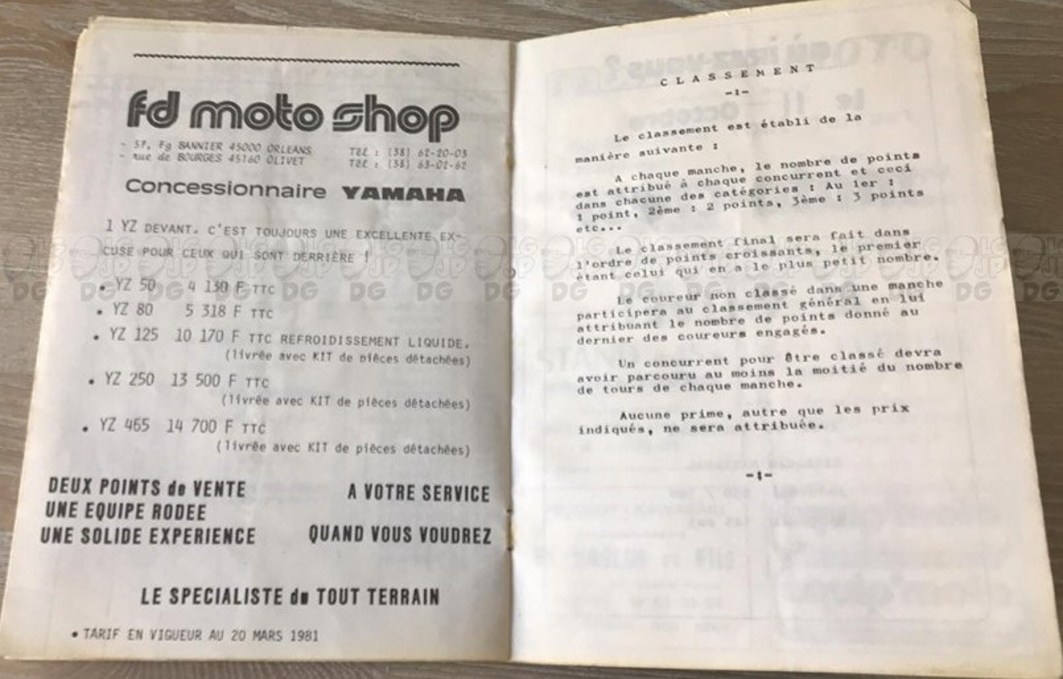 fd moto shop
- 57, Fg BANNIER 45000 ORLEANS Tél : (38) 62-20-03
- rue de BOURGES 45160 OLIVET Tél : (38) 63-02-62
Concessionnaire YAMAHA
1 YZ DEVANT. C'EST TOUJOURS UNE EXCELLENTE EX-
CUSE POUR CEUX QUI SONT DERRIÈRE !
• YZ 50 4 130 F TTC
• YZ 80 5 318 F TTC
• YZ 125 10 170 F TTC REFROIDISSEMENT LIQUIDE.
(livrée avec KIT de pièces détachées)
• YZ 250 13 500 F TTC
(livrée avec KIT de pièces détachées)
• YZ 465 14 700 F TTC
(livrée avec KIT de pièces détachées)
DEUX POINTS de VENTE A VOTRE SERVICE
UNE EQUIPE RODEE
UNE SOLIDE EXPERIENCE QUAND VOUS VOUDREZ
LE SPECIALISTE du TOUT TERRAIN
• TARIF EN VIGUEUR AU 20 MARS 1981
CLASSEMENT
-:-
Le classement est établi de la
manière suivante :
A chaque manche, le nombre de points
est attribué à chaque concurrent et ceci
dans chacune des catégories : Au 1er :
1 point, 2ème : 2 points, 3ème : 3 points
etc...
Le classement final sera fait dans
l'ordre de points croissants, le premier
étant celui qui en a le plus petit nombre.
Le coureur non classé dans une manche
participera au classement général en lui
attribuant le nombre de points donné au
dernier des coureurs engagés.
Un concurrent pour être classé devra
avoir parcouru au moins la moitié du nombre
de tours de chaque manche.
Aucune prime, autre que les prix
indiqués, ne sera attribuée.
-:-